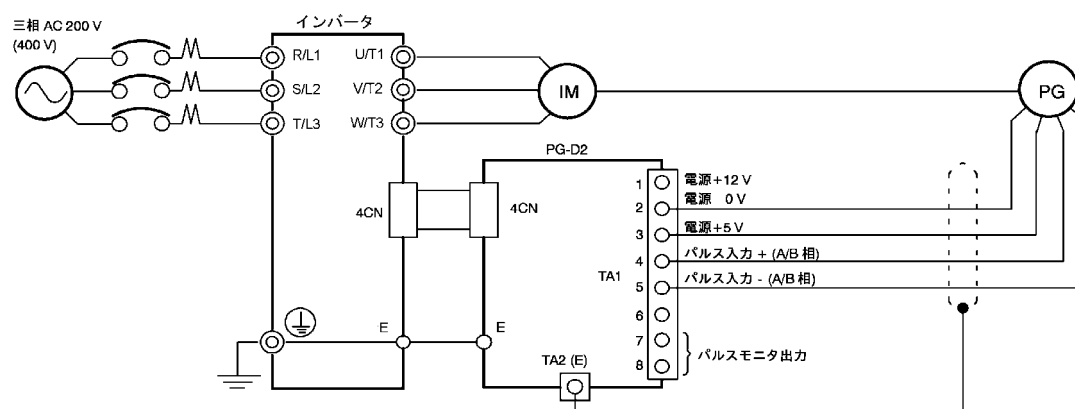 三相 AC 200 V
(400 V)
インバータ
R/L1
U/T1
S/L2
V/T2
T/L3
W/T3
IM
PG
PG-D2
4CN
4CN
TA1
1
電源+12 V
2
電源 0 V
3
電源+5 V
4
パルス入力 + (A/B 相)
5
パルス入力 - (A/B 相)
6
7
8
パルスモニタ出力
E
E
TA2 (E)